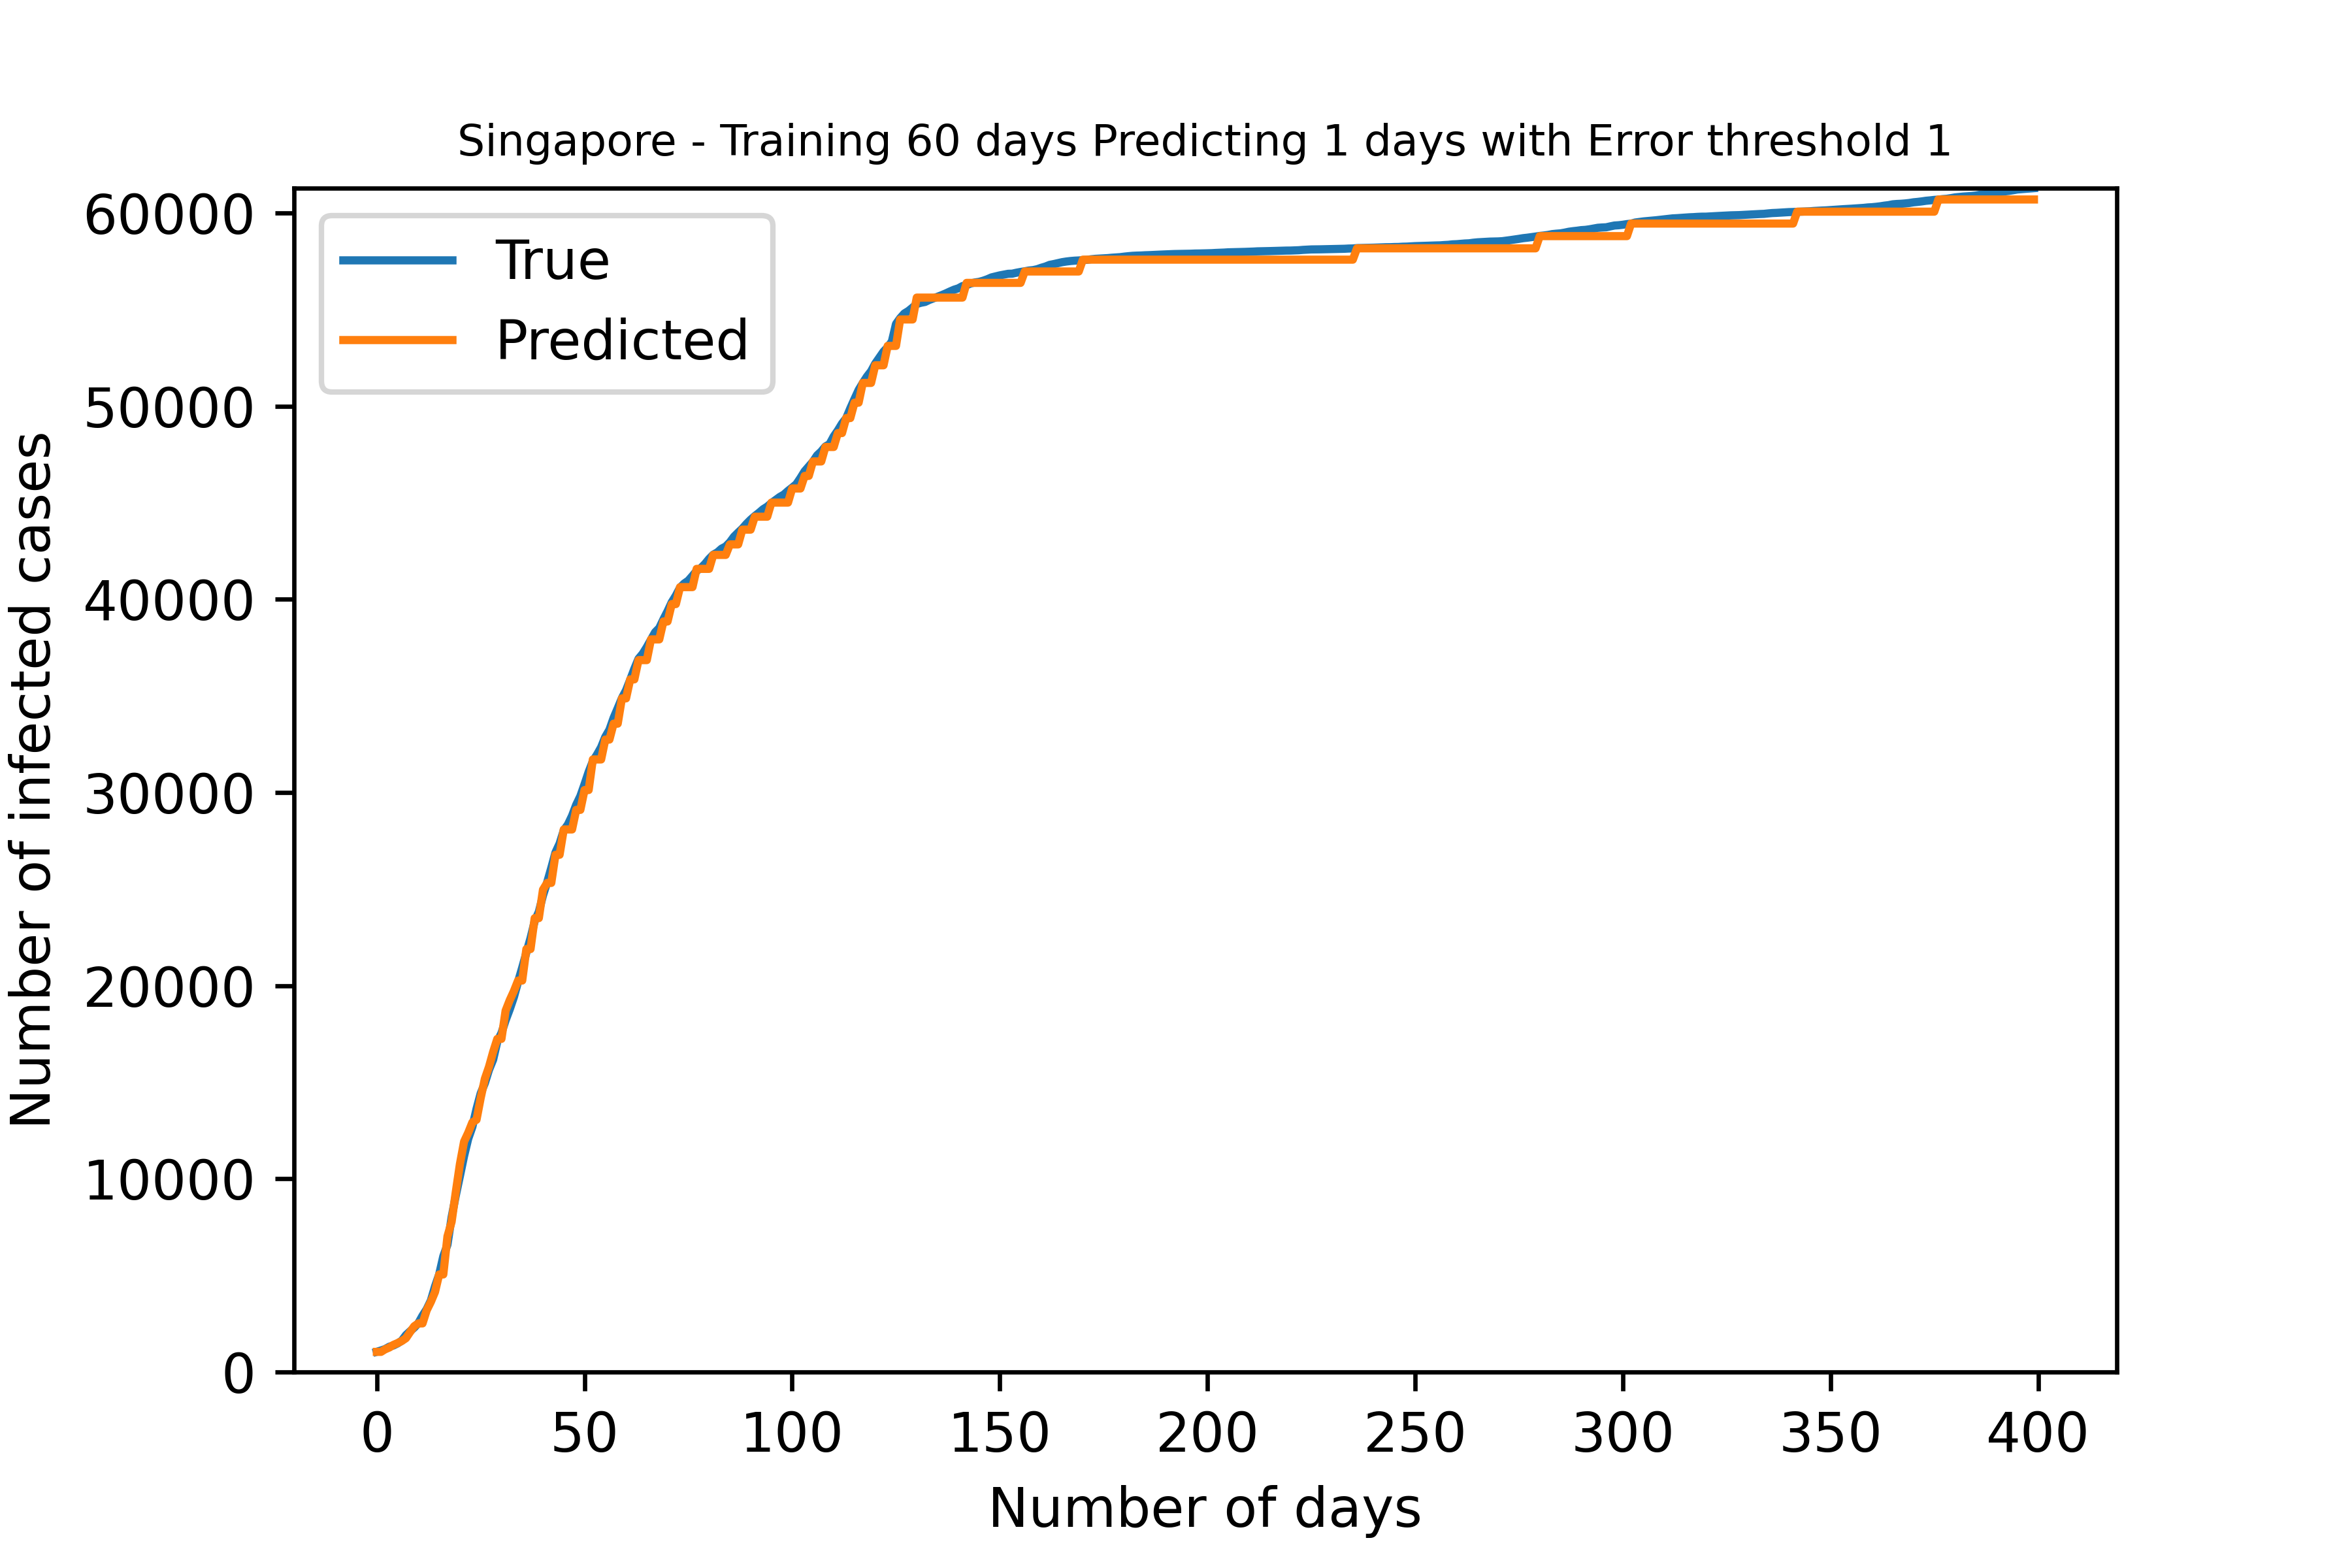 Singapore - Training 60 days Predicting 1 days with Error threshold 1
60000
50000
40000
30000
20000
10000
0
Number of infected cases
True
Predicted
0 50 100 150 200 250 300 350 400
Number of days